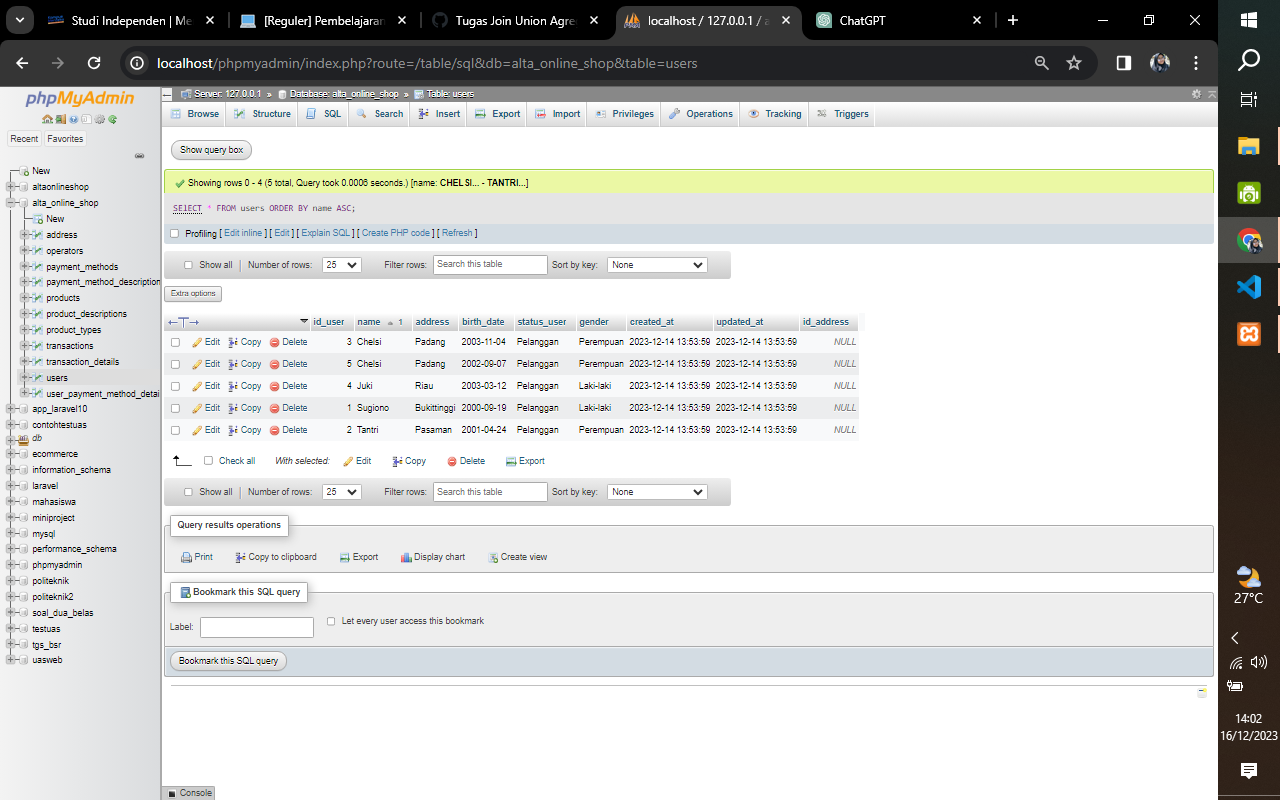 Studi Independen | Me
[Reguler] Pembelajaran
Tugas Join Union Agre
localhost / 127.0.0.1 / a
ChatGPT
localhost/phpmyadmin/index.php?route=/table/sql&db=alta_online_shop&table=users
phpMyAdmin
Recent Favorites
New
altaonlineshop
alta_online_shop
New
address
operators
payment_methods
payment_method_description
products
product_descriptions
product_types
transactions
transaction_details
users
user_payment_method_detai
app_laravel10
contohtestuas
db
ecommerce
information_schema
laravel
mahasiswa
miniproject
mysql
performance_schema
phpmyadmin
politeknik
politeknik2
soal_dua_belas
testuas
tgs_bsr
uasweb
Server: 127.0.0.1 » Database: alta_online_shop » Table: users
Browse Structure SQL Search Insert Export Import Privileges Operations Tracking Triggers
Show query box
Showing rows 0 - 4 (5 total, Query took 0.0006 seconds.) [name: CHELSI... - TANTRI...]
SElECT * FROM users ORDER BY name ASC;
Profiling [ Edit inline ] [ Edit ] [ Explain SQL ] [ Create PHP code ] [ Refresh ]
Show all | Number of rows: 25 Filter rows: Search this table Sort by key: None
Extra options
←T→ id_user name 1 address birth_date status_user gender created_at updated_at id_address
Edit Copy Delete 3 Chelsi Padang 2003-11-04 Pelanggan Perempuan 2023-12-14 13:53:59 2023-12-14 13:53:59 NULL
Edit Copy Delete 5 Chelsi Padang 2002-09-07 Pelanggan Perempuan 2023-12-14 13:53:59 2023-12-14 13:53:59 NULL
Edit Copy Delete 4 Juki Riau 2003-03-12 Pelanggan Laki-laki 2023-12-14 13:53:59 2023-12-14 13:53:59 NULL
Edit Copy Delete 1 Sugiono Bukittinggi 2000-09-19 Pelanggan Laki-laki 2023-12-14 13:53:59 2023-12-14 13:53:59 NULL
Edit Copy Delete 2 Tantri Pasaman 2001-04-24 Pelanggan Perempuan 2023-12-14 13:53:59 2023-12-14 13:53:59 NULL
Check all With selected: Edit Copy Delete Export
Show all | Number of rows: 25 Filter rows: Search this table Sort by key: None
Query results operations
Print Copy to clipboard Export Display chart Create view
Bookmark this SQL query
Label: Let every user access this bookmark
Bookmark this SQL query
Console
27°C
14:02
16/12/2023